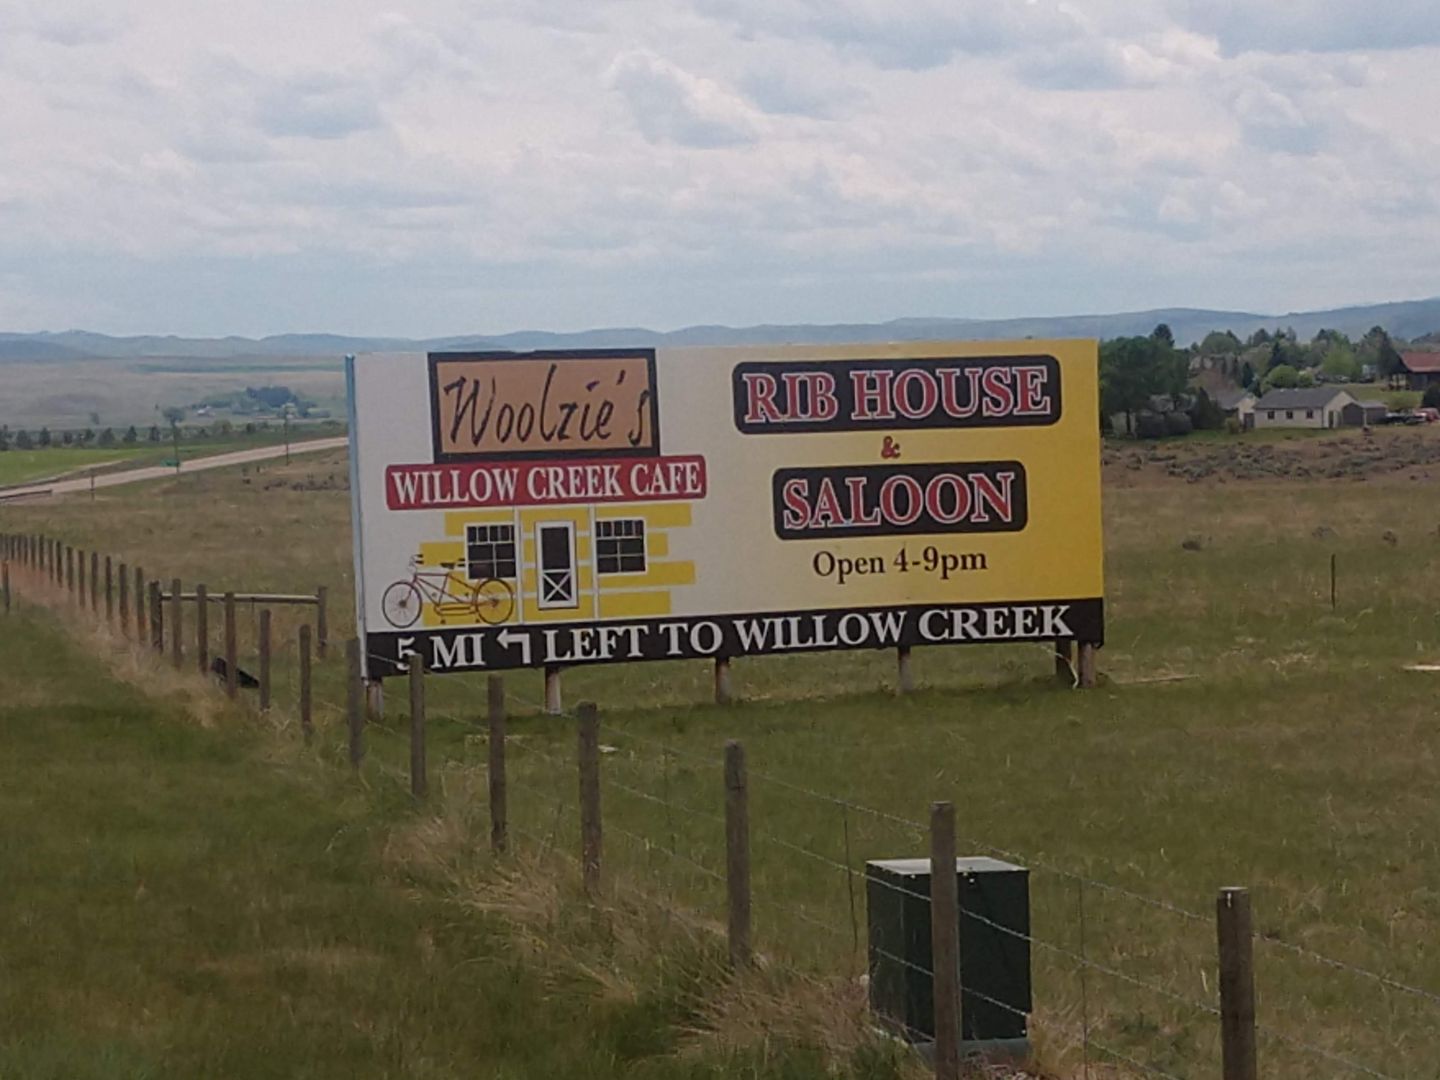 Woolzie's
WILLOW CREEK CAFE
RIB HOUSE
&
SALOON
Open 4-9pm
5 MI LEFT TO WILLOW CREEK